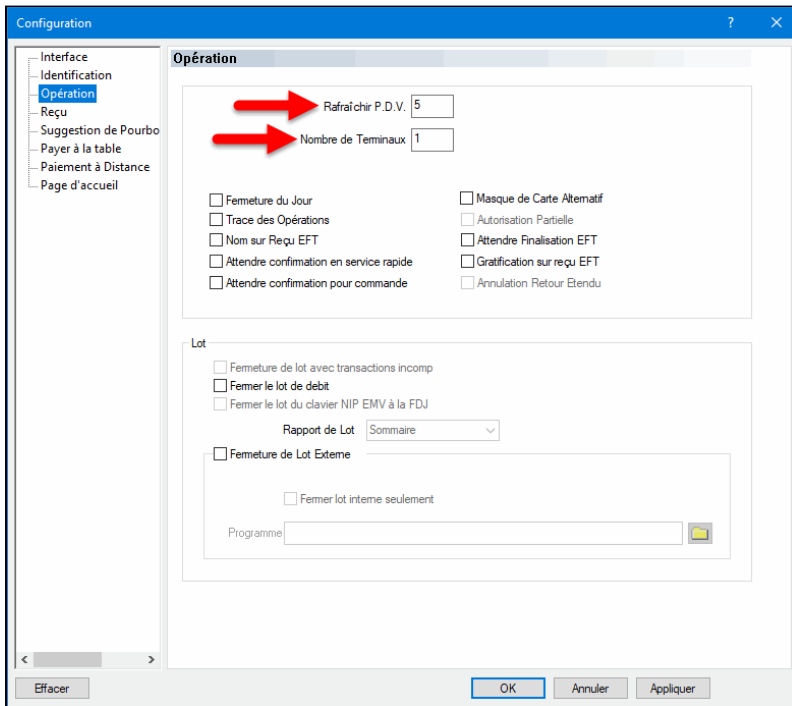 Configuration
Interface
Identification
Opération
Reçu
Suggestion de Pourbo
Payer à la table
Paiement à Distance
Page d'accueil
Opération
Rafraîchir P.D.V. 5
Nombre de Terminaux 1
Fermeture du Jour
Masque de Carte Alternatif
Trace des Opérations
Autorisation Partielle
Nom sur Reçu EFT
Attendre Finalisation EFT
Attendre confirmation en service rapide
Gratification sur reçu EFT
Attendre confirmation pour commande
Annulation Retour Etendu
Lot
Fermeture de lot avec transactions incomp
Fermer le lot de debit
Fermer le lot du clavier NIP EMV à la FDJ
Rapport de Lot Sommaire
Fermeture de Lot Externe
Fermer lot interne seulement
Programme
Effacer
OK
Annuler
Appliquer